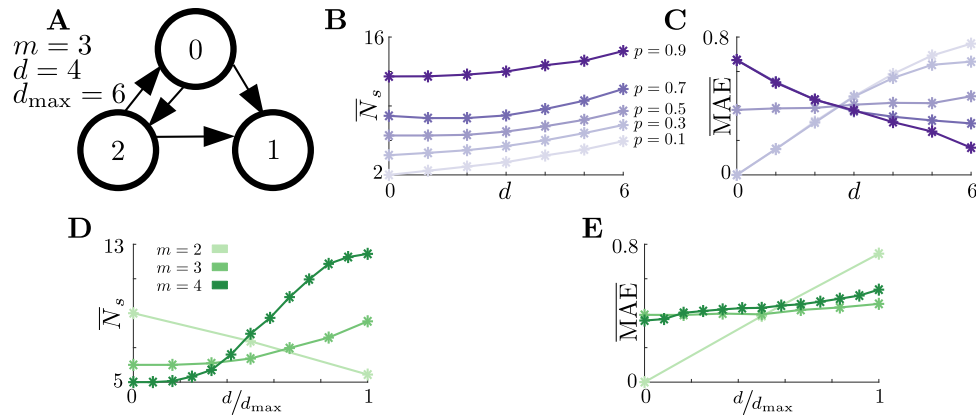 A
m = 3
d = 4
d_max = 6
0
2
1
B
16
N̅_s
2
0
d
6
p = 0.9
p = 0.7
p = 0.5
p = 0.3
p = 0.1
C
0.8
M̅A̅E̅
0
0
d
6
D
13
N̅_s
5
0
d/d_max
1
m = 2
m = 3
m = 4
E
0.8
M̅A̅E̅
0
0
d/d_max
1